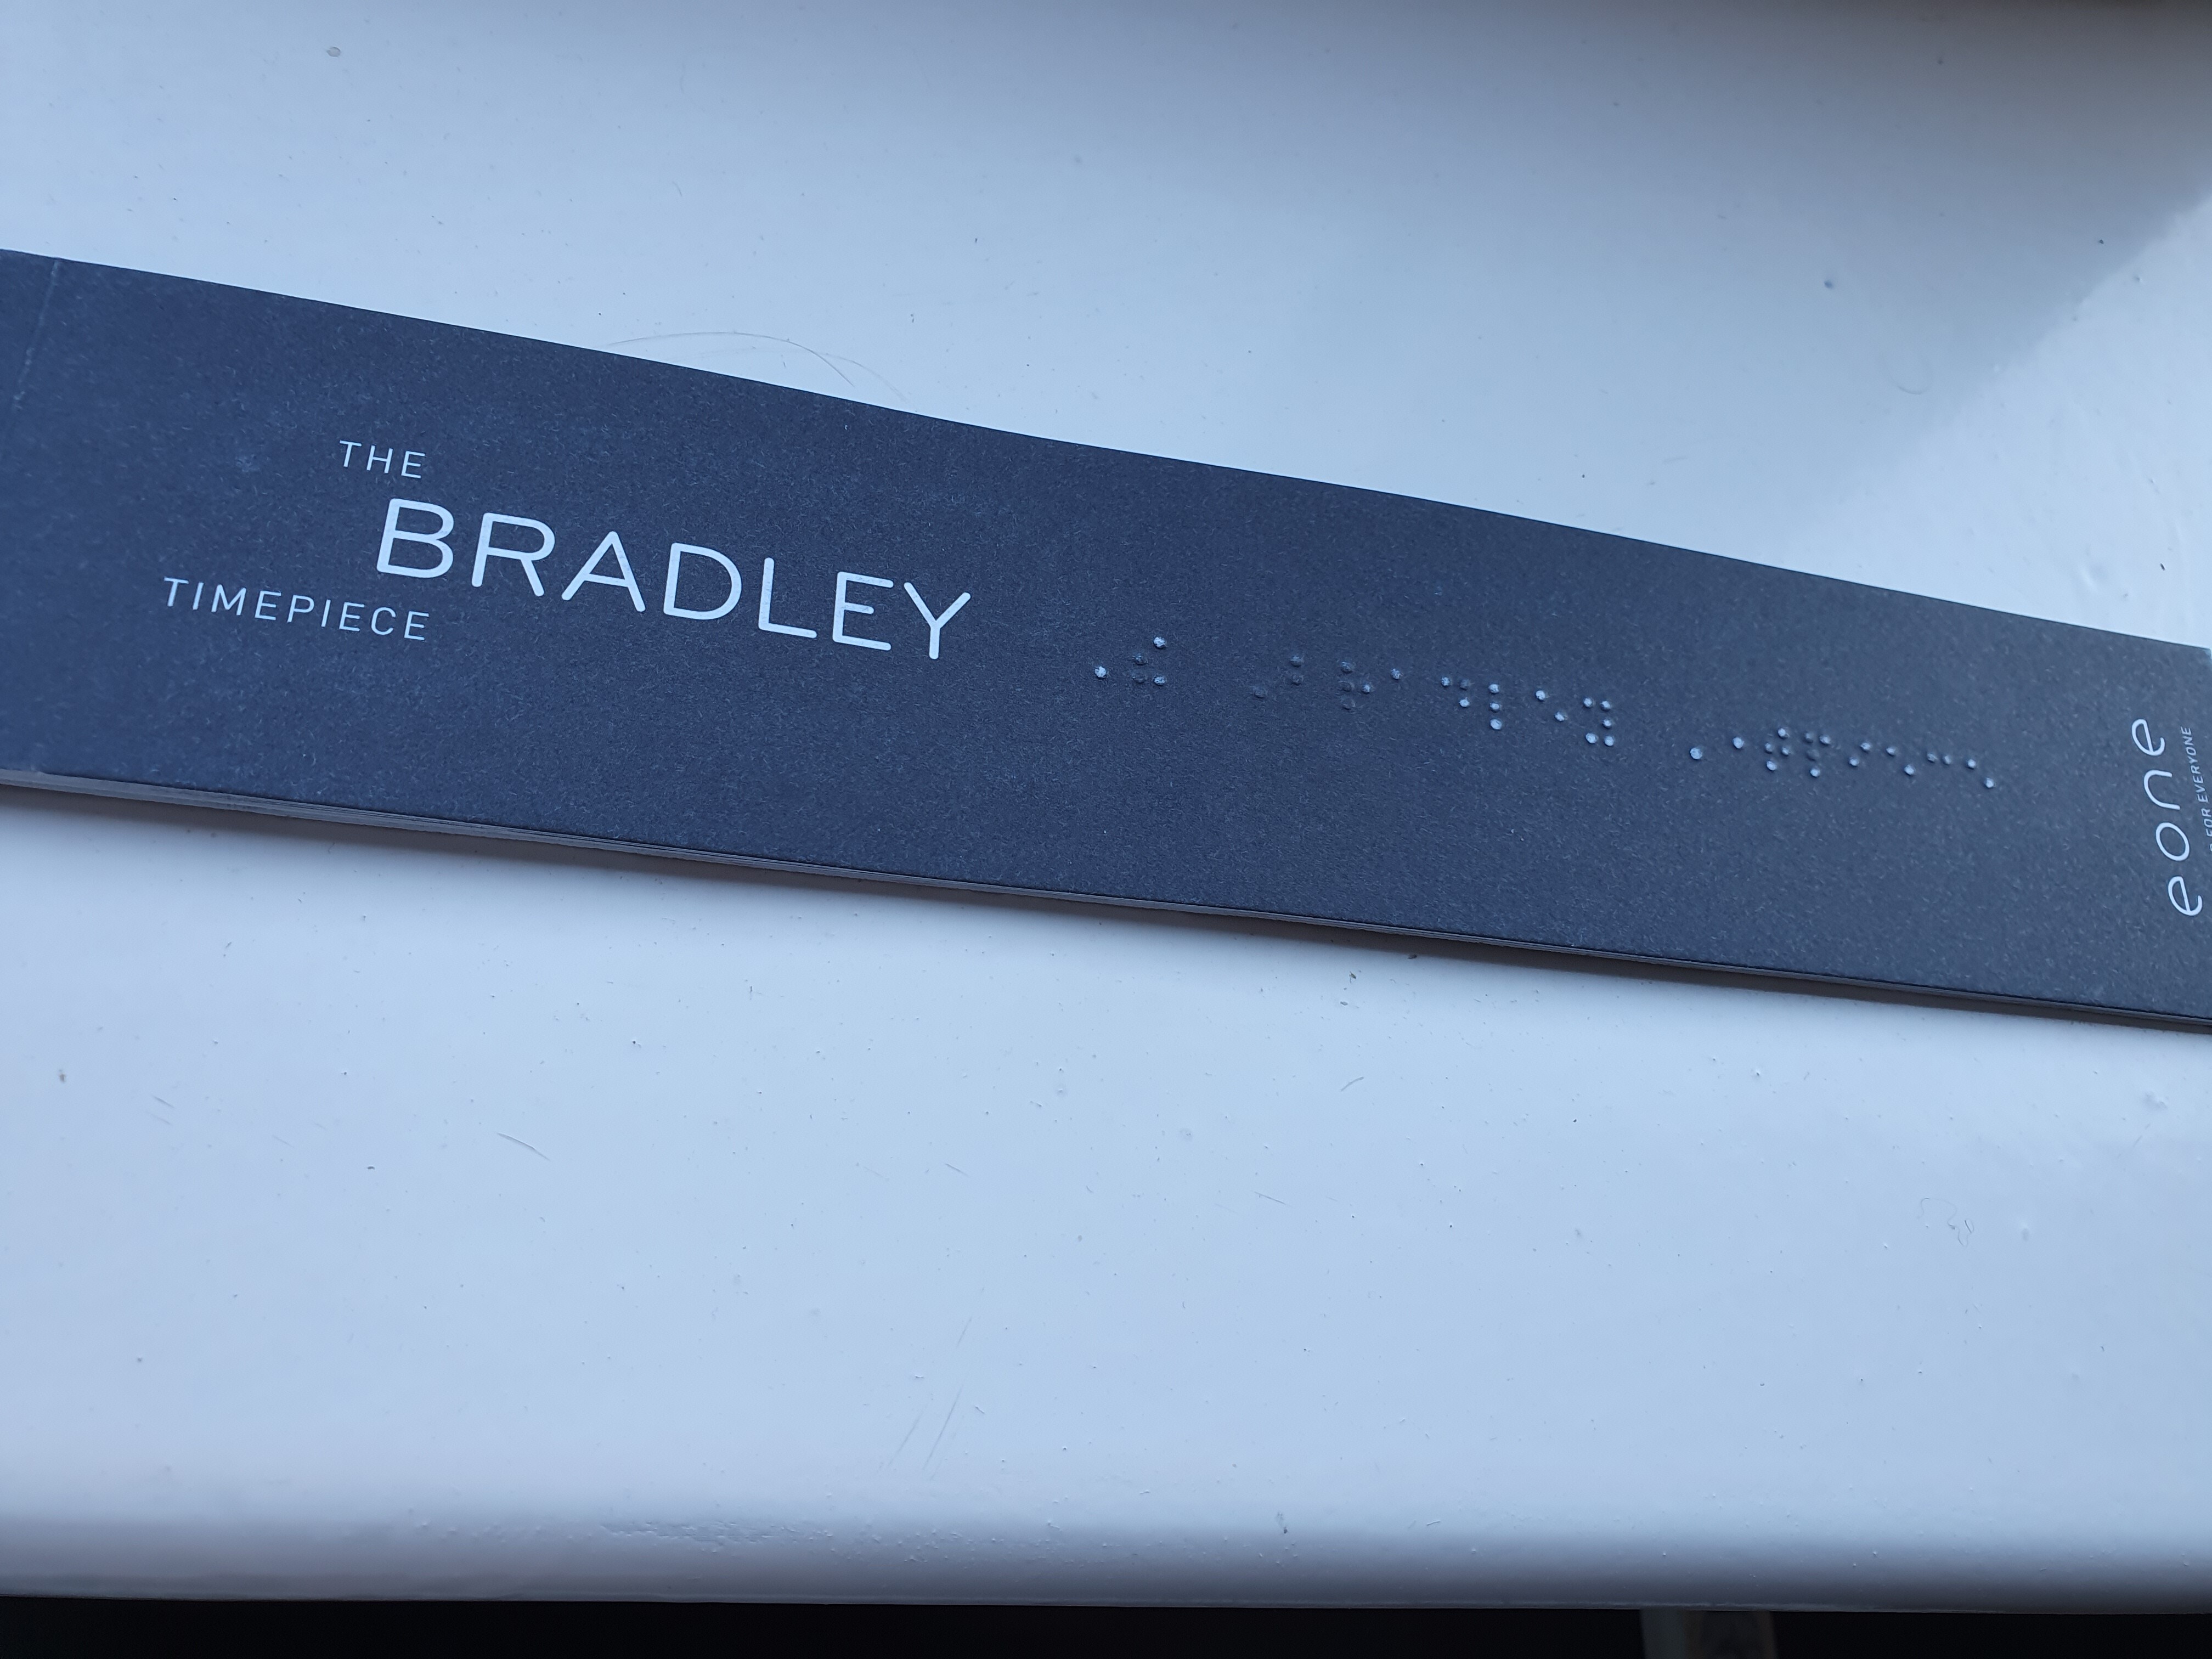 THE
BRADLEY
TIMEPIECE
⠠⠮ ⠠⠃⠗⠁⠙⠇⠑⠽ ⠠⠞⠊⠍⠑⠏⠊⠑⠉⠑
eone
FOR EVERYONE